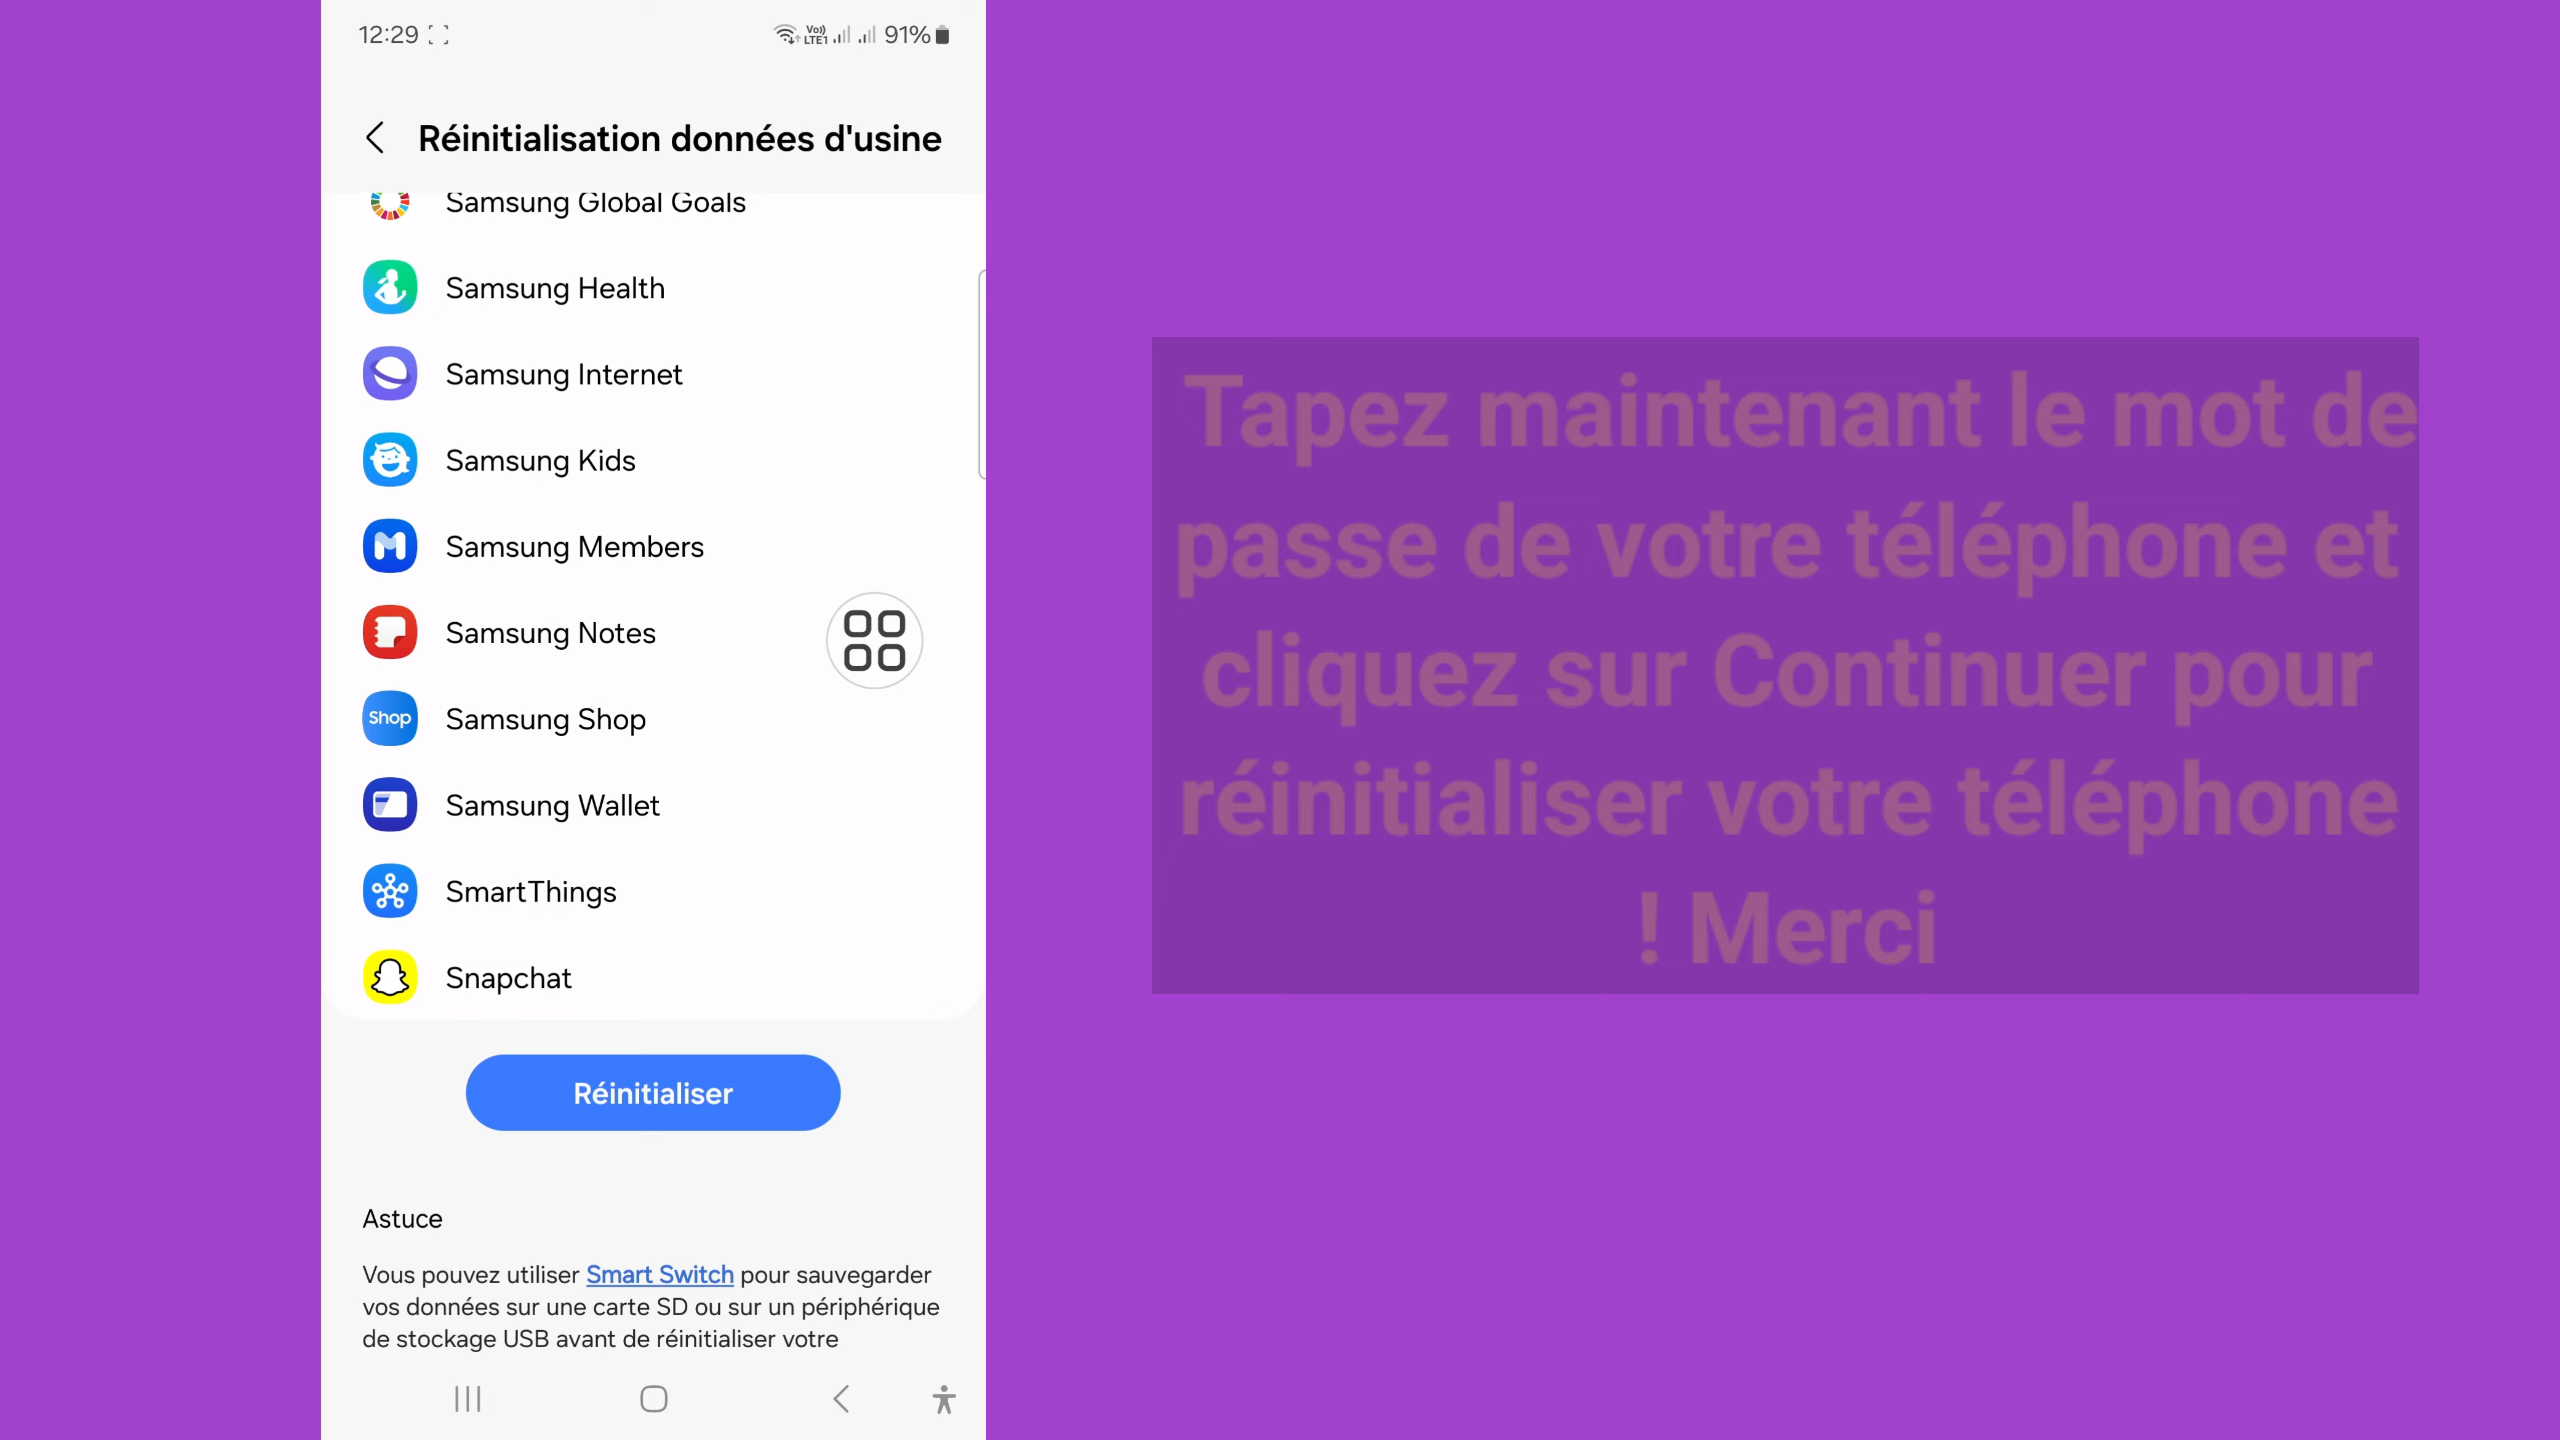 12:29
Vo)) LTE1 91%
Réinitialisation données d'usine
Samsung Global Goals
Samsung Health
Samsung Internet
Samsung Kids
Samsung Members
Samsung Notes
Shop Samsung Shop
Samsung Wallet
SmartThings
Snapchat
Réinitialiser
Astuce
Vous pouvez utiliser Smart Switch pour sauvegarder
vos données sur une carte SD ou sur un périphérique
de stockage USB avant de réinitialiser votre
Tapez maintenant le mot de
passe de votre téléphone et
cliquez sur Continuer pour
réinitialiser votre téléphone
! Merci